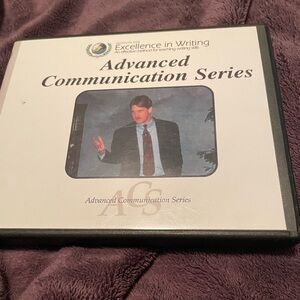 Excellence in Writing
Advanced
Communication Series
ACS
Advanced Communication Series